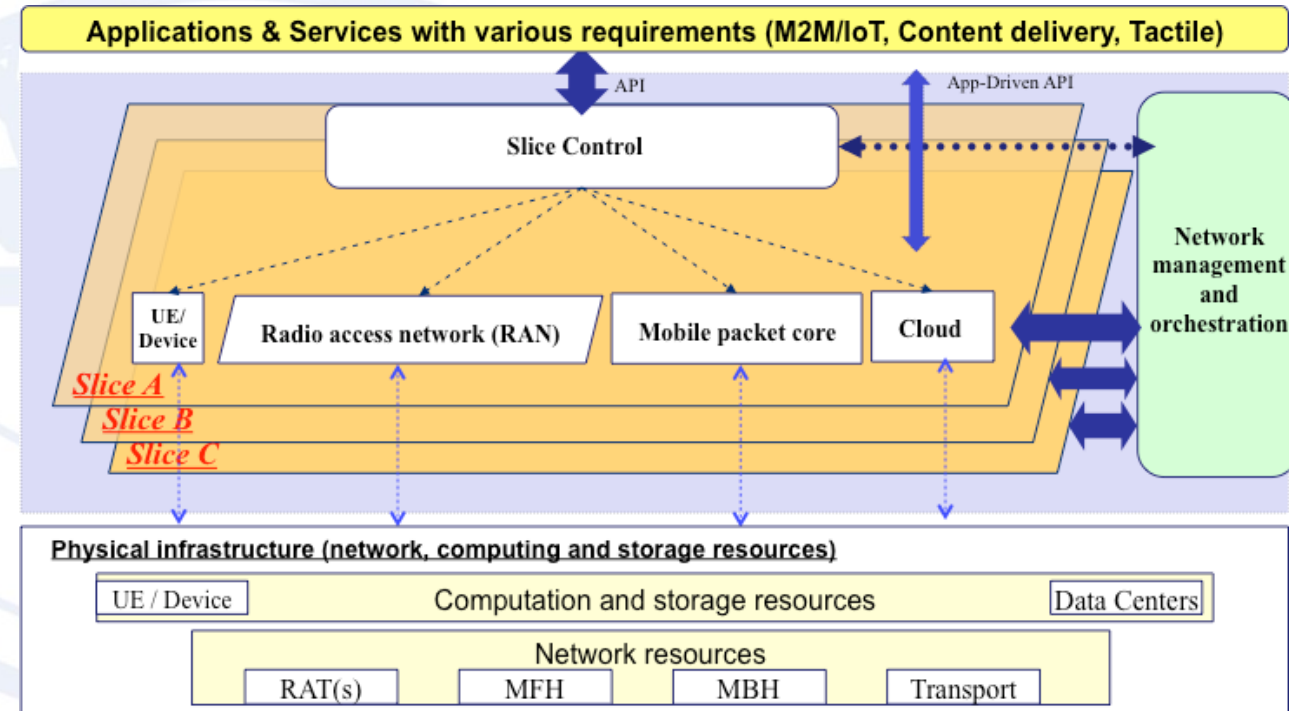 Applications & Services with various requirements (M2M/IoT, Content delivery, Tactile)
API
App-Driven API
Slice Control
Network
management
and
orchestration
UE/
Device
Radio access network (RAN)
Mobile packet core
Cloud
Slice A
Slice B
Slice C
Physical infrastructure (network, computing and storage resources)
UE / Device
Computation and storage resources
Data Centers
Network resources
RAT(s)
MFH
MBH
Transport